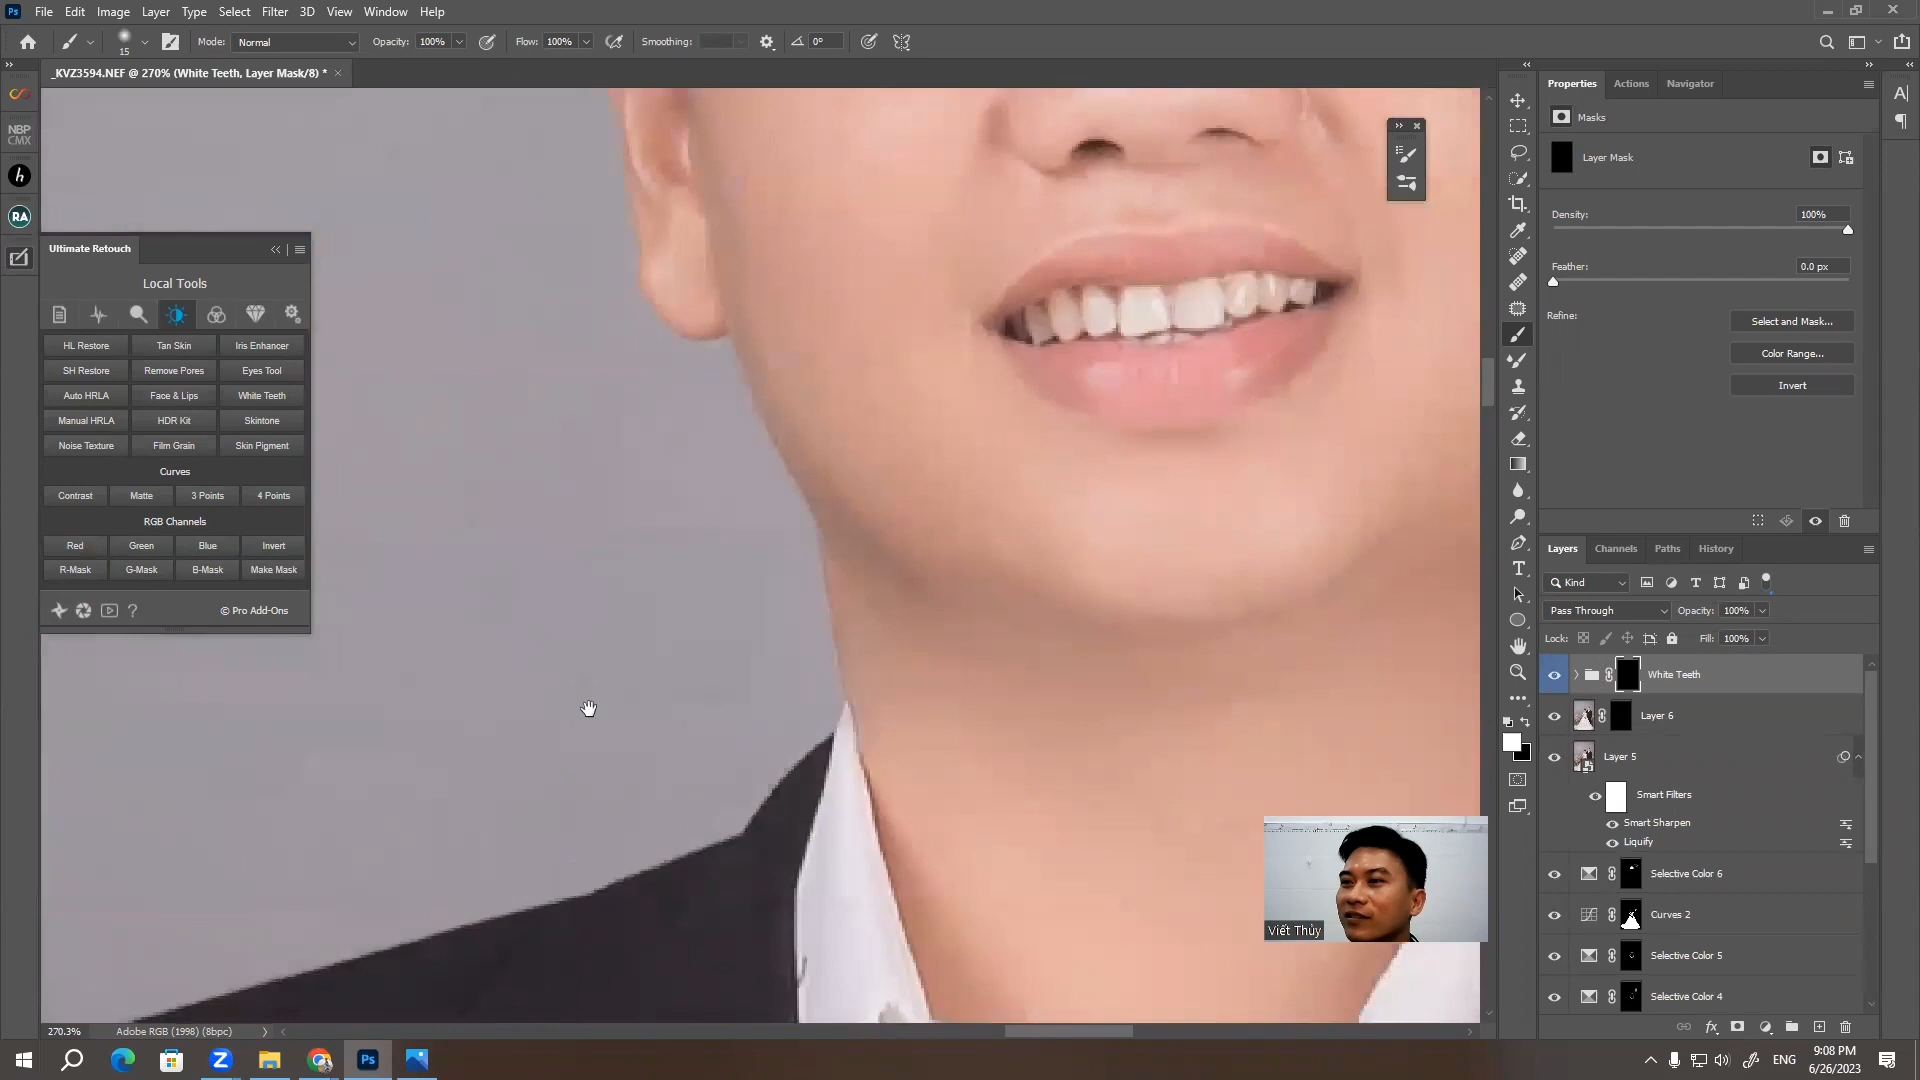 Ps File Edit Image Layer Type Select Filter 3D View Window Help
15 Mode: Normal Opacity: 100% Flow: 100% Smoothing: 0°
_KVZ3594.NEF @ 270% (White Teeth, Layer Mask/8) * ×
NBP
CMX
h
RA
Ultimate Retouch
Local Tools
HL Restore Tan Skin Iris Enhancer
SH Restore Remove Pores Eyes Tool
Auto HRLA Face & Lips White Teeth
Manual HRLA HDR Kit Skintone
Noise Texture Film Grain Skin Pigment
Curves
Contrast Matte 3 Points 4 Points
RGB Channels
Red Green Blue Invert
R-Mask G-Mask B-Mask Make Mask
? © Pro Add-Ons
Viết Thủy
Properties Actions Navigator
Masks
Layer Mask
Density: 100%
Feather: 0.0 px
Refine: Select and Mask...
Color Range...
Invert
Layers Channels Paths History
Kind
Pass Through Opacity: 100%
Lock: Fill: 100%
White Teeth
Layer 6
Layer 5
Smart Filters
Smart Sharpen
Liquify
Selective Color 6
Curves 2
Selective Color 5
Selective Color 4
270.3% Adobe RGB (1998) (8bpc)
Ps
ENG
9:08 PM
6/26/2023